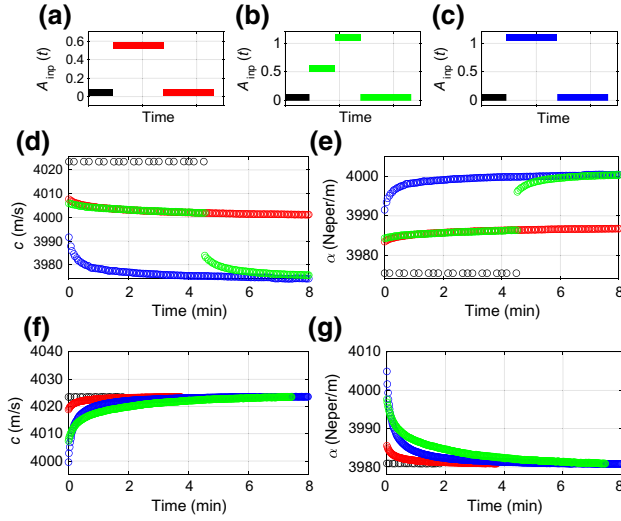 (a) (b) (c)
A inp (t) 0.6 0.4 0.2 0 Time
A inp (t) 1 0.5 0 Time
A inp (t) 1 0.5 0 Time
(d)
c (m/s) 4020 4010 4000 3990 3980
0 2 4 6 8
Time (min)
(e)
α (Neper/m) 4000 3990 3980
0 2 4 6 8
Time (min)
(f)
c (m/s) 4040 4030 4020 4010 4000
0 2 4 6 8
Time (min)
(g)
α (Neper/m) 4010 4000 3990 3980
0 2 4 6 8
Time (min)